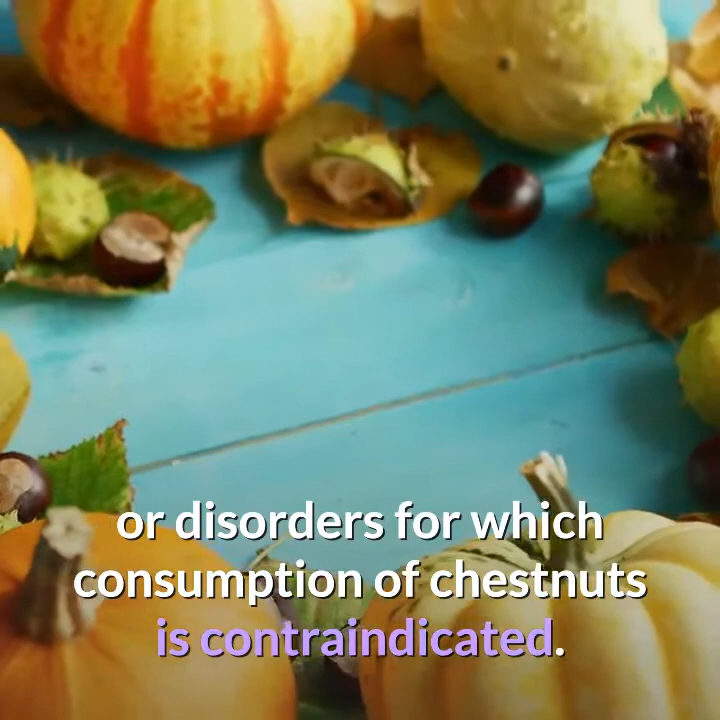 or disorders for which
consumption of chestnuts
is contraindicated.